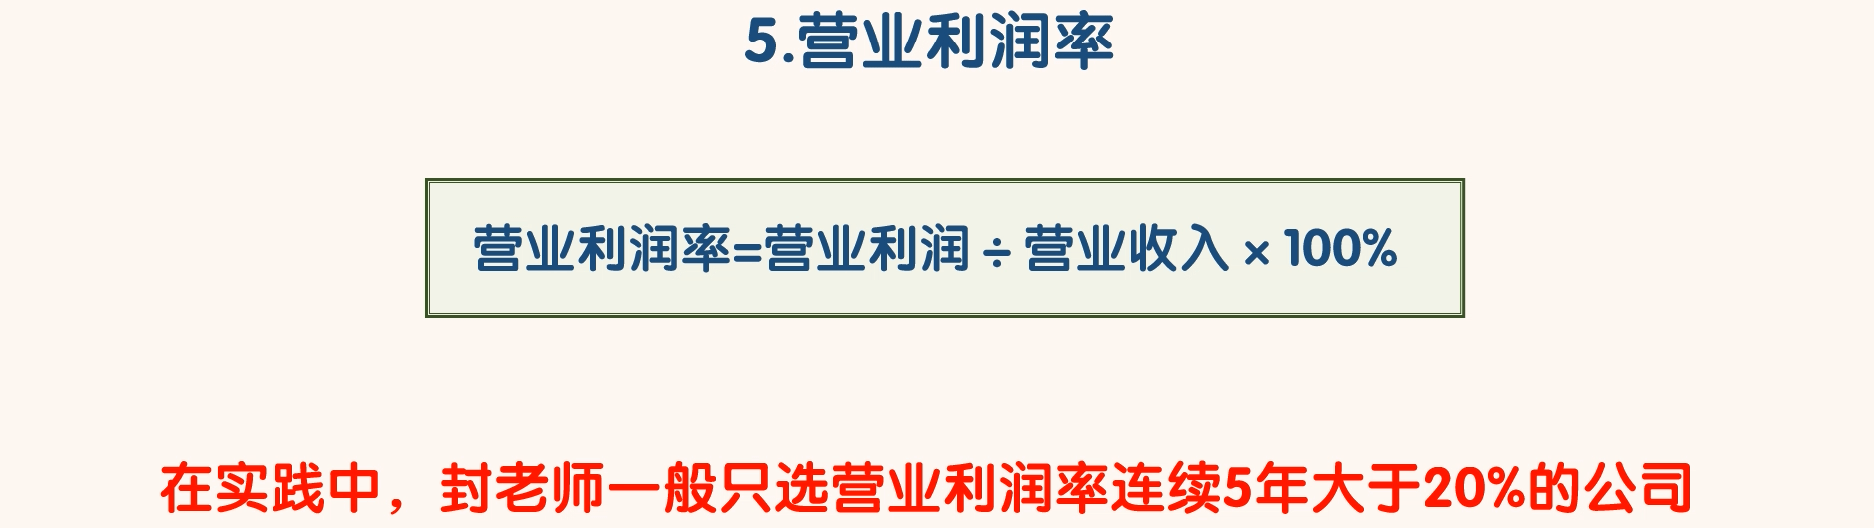 5.营业利润率
营业利润率=营业利润 ÷ 营业收入 × 100%
在实践中，封老师一般只选营业利润率连续5年大于20%的公司